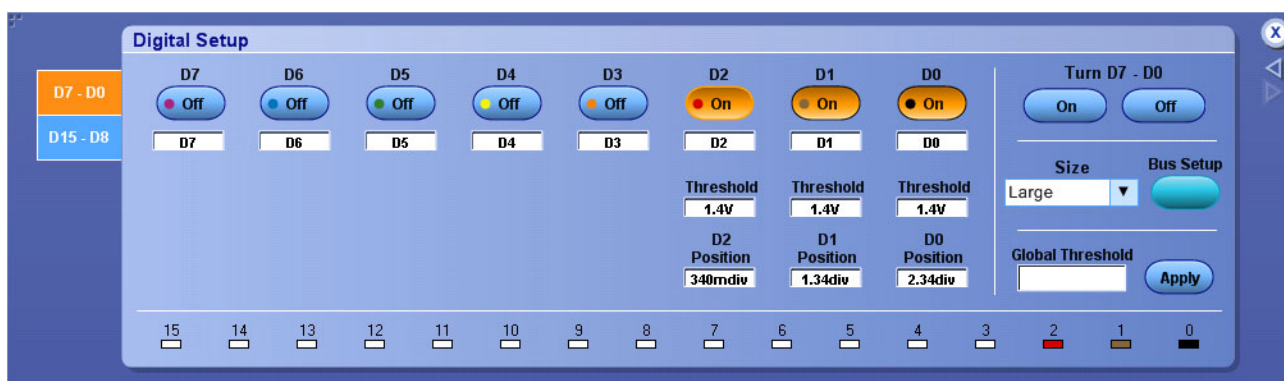 Digital Setup
X
D7 - D0
D15 - D8
D7 D6 D5 D4 D3 D2 D1 D0
Off Off Off Off Off On On On
D7 D6 D5 D4 D3 D2 D1 D0
Threshold Threshold Threshold
1.4V 1.4V 1.4V
D2 Position D1 Position D0 Position
340mdiv 1.34div 2.34div
Turn D7 - D0
On Off
Size Bus Setup
Large
Global Threshold
Apply
15 14 13 12 11 10 9 8 7 6 5 4 3 2 1 0